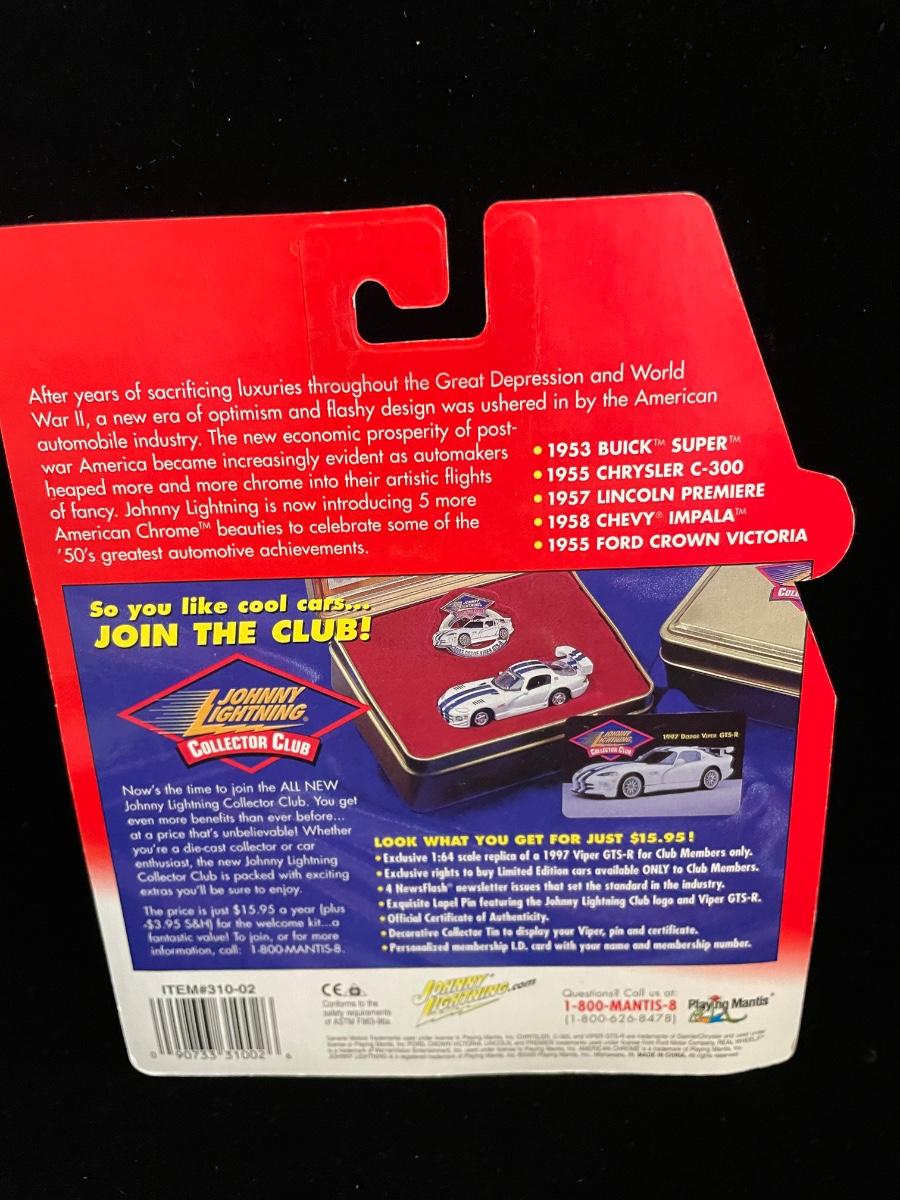 After years of sacrificing luxuries throughout the Great Depression and World
War II, a new era of optimism and flashy design was ushered in by the American
automobile industry. The new economic prosperity of post-
war America became increasingly evident as automakers
heaped more and more chrome into their artistic flights
of fancy. Johnny Lightning is now introducing 5 more
American Chrome™ beauties to celebrate some of the
'50's greatest automotive achievements.
• 1953 BUICK™ SUPER™
• 1955 CHRYSLER C-300
• 1957 LINCOLN PREMIERE
• 1958 CHEVY® IMPALA™
• 1955 FORD CROWN VICTORIA
So you like cool cars...
JOIN THE CLUB!
JOHNNY
LIGHTNING®
COLLECTOR CLUB
JOHNNY
LIGHTNING
COLLECTOR CLUB
1997 DODGE VIPER GTS-R
Now's the time to join the ALL NEW
Johnny Lightning Collector Club. You get
even more benefits than ever before...
at a price that's unbelievable! Whether
you're a die-cast collector or car
enthusiast, the new Johnny Lightning
Collector Club is packed with exciting
extras you'll be sure to enjoy.
The price is just $15.95 a year (plus
$3.95 S&H) for the welcome kit...a
fantastic value! To join, or for more
information, call: 1-800-MANTIS-8.
LOOK WHAT YOU GET FOR JUST $15.95!
• Exclusive 1:64 scale replica of a 1997 Viper GTS-R for Club Members only.
• Exclusive rights to buy Limited Edition cars available ONLY to Club Members.
• 4 NewsFlash™ newsletter issues that set the standard in the industry.
• Exquisite Lapel Pin featuring the Johnny Lightning Club logo and Viper GTS-R.
• Official Certificate of Authenticity.
• Decorative Collector Tin to display your Viper, pin and certificate.
• Personalized membership I.D. card with your name and membership number.
ITEM#310-02
0 90733 31002 6
CE
Conforms to the
safety requirements
of ASTM
JOHNNY
LIGHTNING®.com
Questions? Call us at:
1-800-MANTIS-8
(1-800-626-8478)
Playing Mantis®
MADE IN CHINA. All rights reserved.